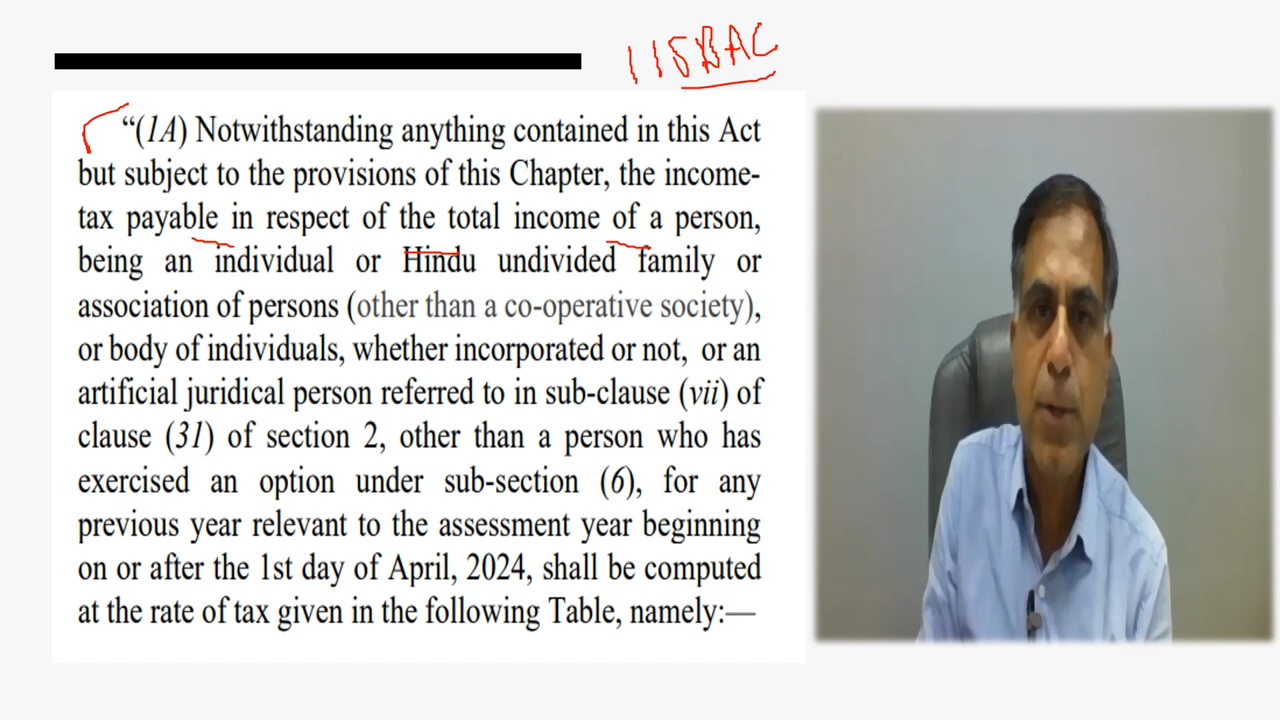 115BAC
“(1A) Notwithstanding anything contained in this Act
but subject to the provisions of this Chapter, the income-
tax payable in respect of the total income of a person,
being an individual or Hindu undivided family or
association of persons (other than a co-operative society),
or body of individuals, whether incorporated or not, or an
artificial juridical person referred to in sub-clause (vii) of
clause (31) of section 2, other than a person who has
exercised an option under sub-section (6), for any
previous year relevant to the assessment year beginning
on or after the 1st day of April, 2024, shall be computed
at the rate of tax given in the following Table, namely:—